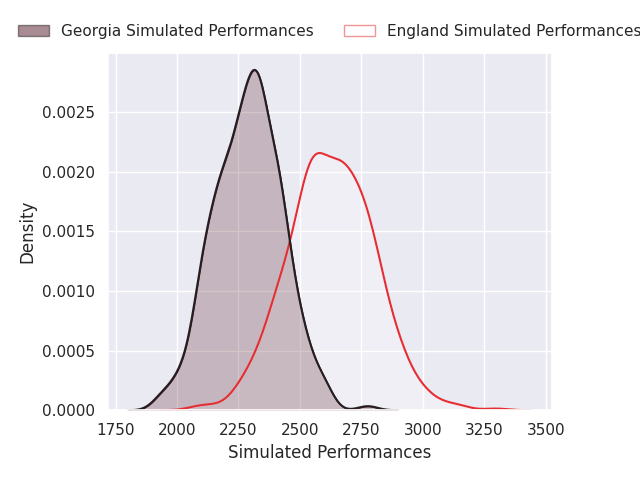 Georgia Simulated Performances England Simulated Performances
0.0025
0.0020
0.0015
0.0010
0.0005
0.0000
Density
1750 2000 2250 2500 2750 3000 3250 3500
Simulated Performances